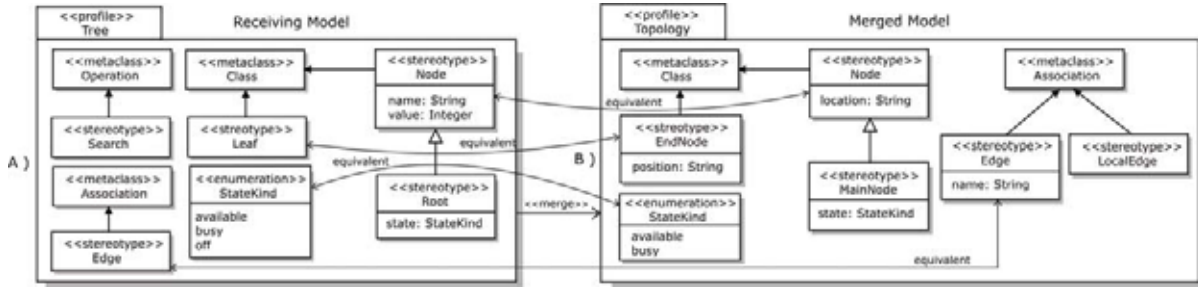 <<profile>>
Tree
Receiving Model
<<metaclass>>
Operation
<<metaclass>>
Class
<<stereotype>>
Node
name: String
value: Integer
<<stereotype>>
Search
<<streotype>>
Leaf
A )
<<metaclass>>
Association
<<enumeration>>
StateKind
available
busy
off
<<stereotype>>
Root
state: StateKind
<<stereotype>>
Edge
equivalent
equivalent
equivalent
<<merge>>
equivalent
<<profile>>
Topology
Merged Model
<<metaclass>>
Class
<<stereotype>>
Node
location: String
<<metaclass>>
Association
B )
<<streotype>>
EndNode
position: String
<<stereotype>>
MainNode
state: StateKind
<<stereotype>>
Edge
name: String
<<stereotype>>
LocalEdge
<<enumeration>>
StateKind
available
busy